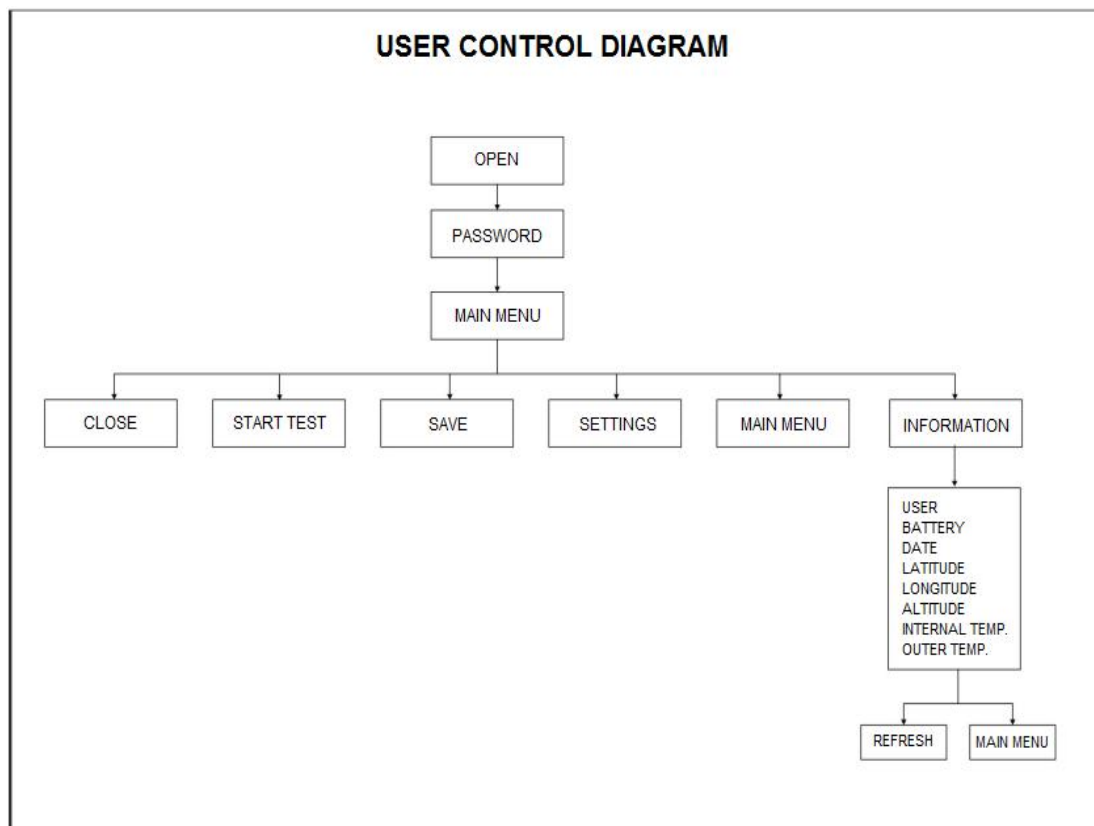 USER CONTROL DIAGRAM
OPEN
PASSWORD
MAIN MENU
CLOSE
START TEST
SAVE
SETTINGS
MAIN MENU
INFORMATION
USER
BATTERY
DATE
LATITUDE
LONGITUDE
ALTITUDE
INTERNAL TEMP.
OUTER TEMP.
REFRESH
MAIN MENU